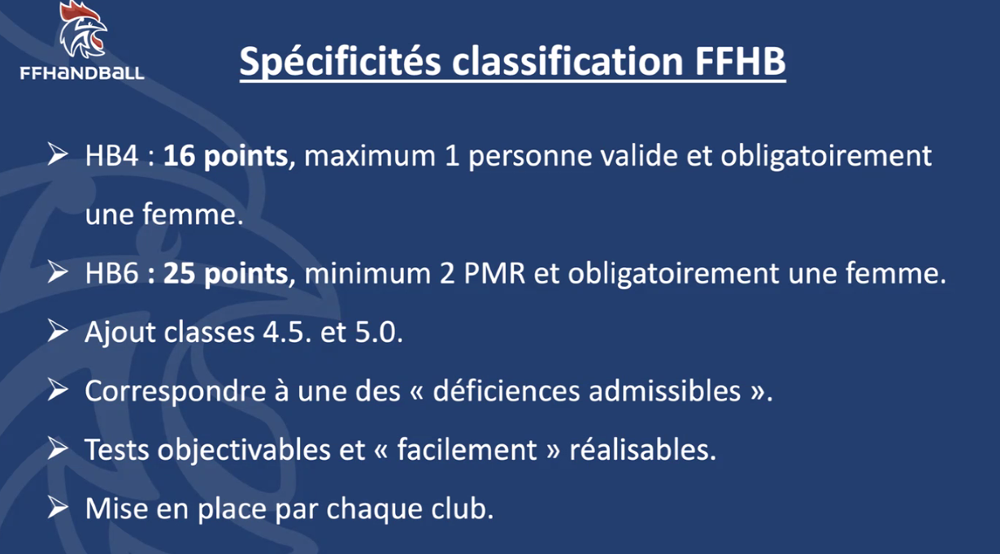 FFHANDBALL
Spécificités classification FFHB
➢ HB4 : 16 points, maximum 1 personne valide et obligatoirement
une femme.
➢ HB6 : 25 points, minimum 2 PMR et obligatoirement une femme.
➢ Ajout classes 4.5. et 5.0.
➢ Correspondre à une des « déficiences admissibles ».
➢ Tests objectivables et « facilement » réalisables.
➢ Mise en place par chaque club.